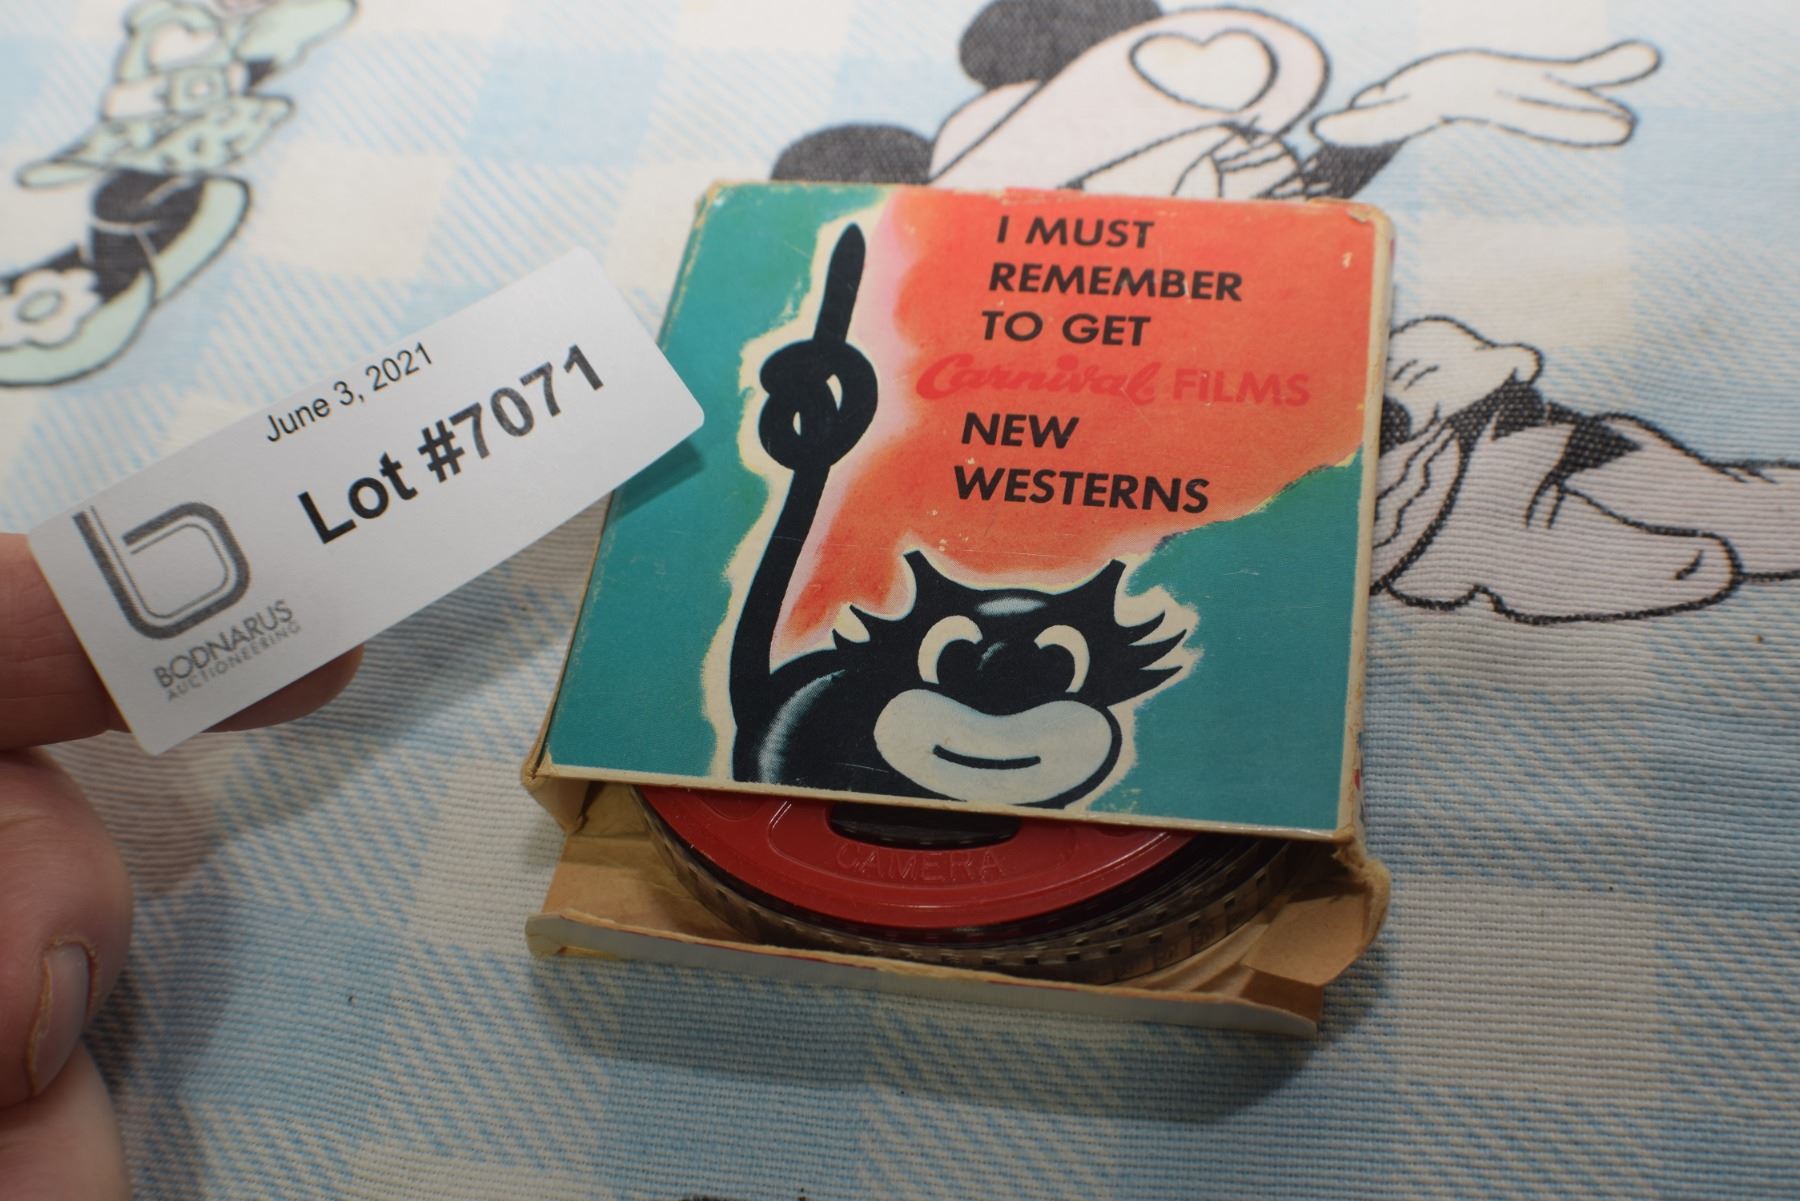 June 3, 2021
Lot #7071
BODNARUS
AUCTIONEERING
I MUST
REMEMBER
TO GET
Carnival FILMS
NEW
WESTERNS
CAMERA